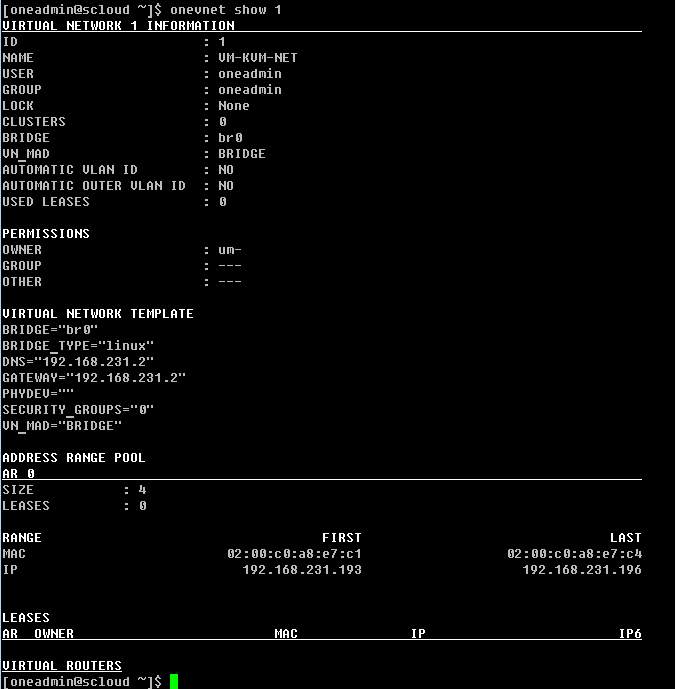 [oneadmin@scloud ~]$ onevnet show 1
VIRTUAL NETWORK 1 INFORMATION
ID                       : 1
NAME                     : VM-KVM-NET
USER                     : oneadmin
GROUP                    : oneadmin
LOCK                     : None
CLUSTERS                 : 0
BRIDGE                   : br0
VN_MAD                   : BRIDGE
AUTOMATIC VLAN ID        : NO
AUTOMATIC OUTER VLAN ID  : NO
USED LEASES              : 0
PERMISSIONS
OWNER                    : um-
GROUP                    : ---
OTHER                    : ---
VIRTUAL NETWORK TEMPLATE
BRIDGE="br0"
BRIDGE_TYPE="linux"
DNS="192.168.231.2"
GATEWAY="192.168.231.2"
PHYDEV=""
SECURITY_GROUPS="0"
VN_MAD="BRIDGE"
ADDRESS RANGE POOL
AR 0
SIZE           : 4
LEASES         : 0
RANGE                                   FIRST                               LAST
MAC                         02:00:c0:a8:e7:c1                  02:00:c0:a8:e7:c4
IP                            192.168.231.193                    192.168.231.196
LEASES
AR  OWNER                         MAC              IP                        IP6
VIRTUAL ROUTERS
[oneadmin@scloud ~]$